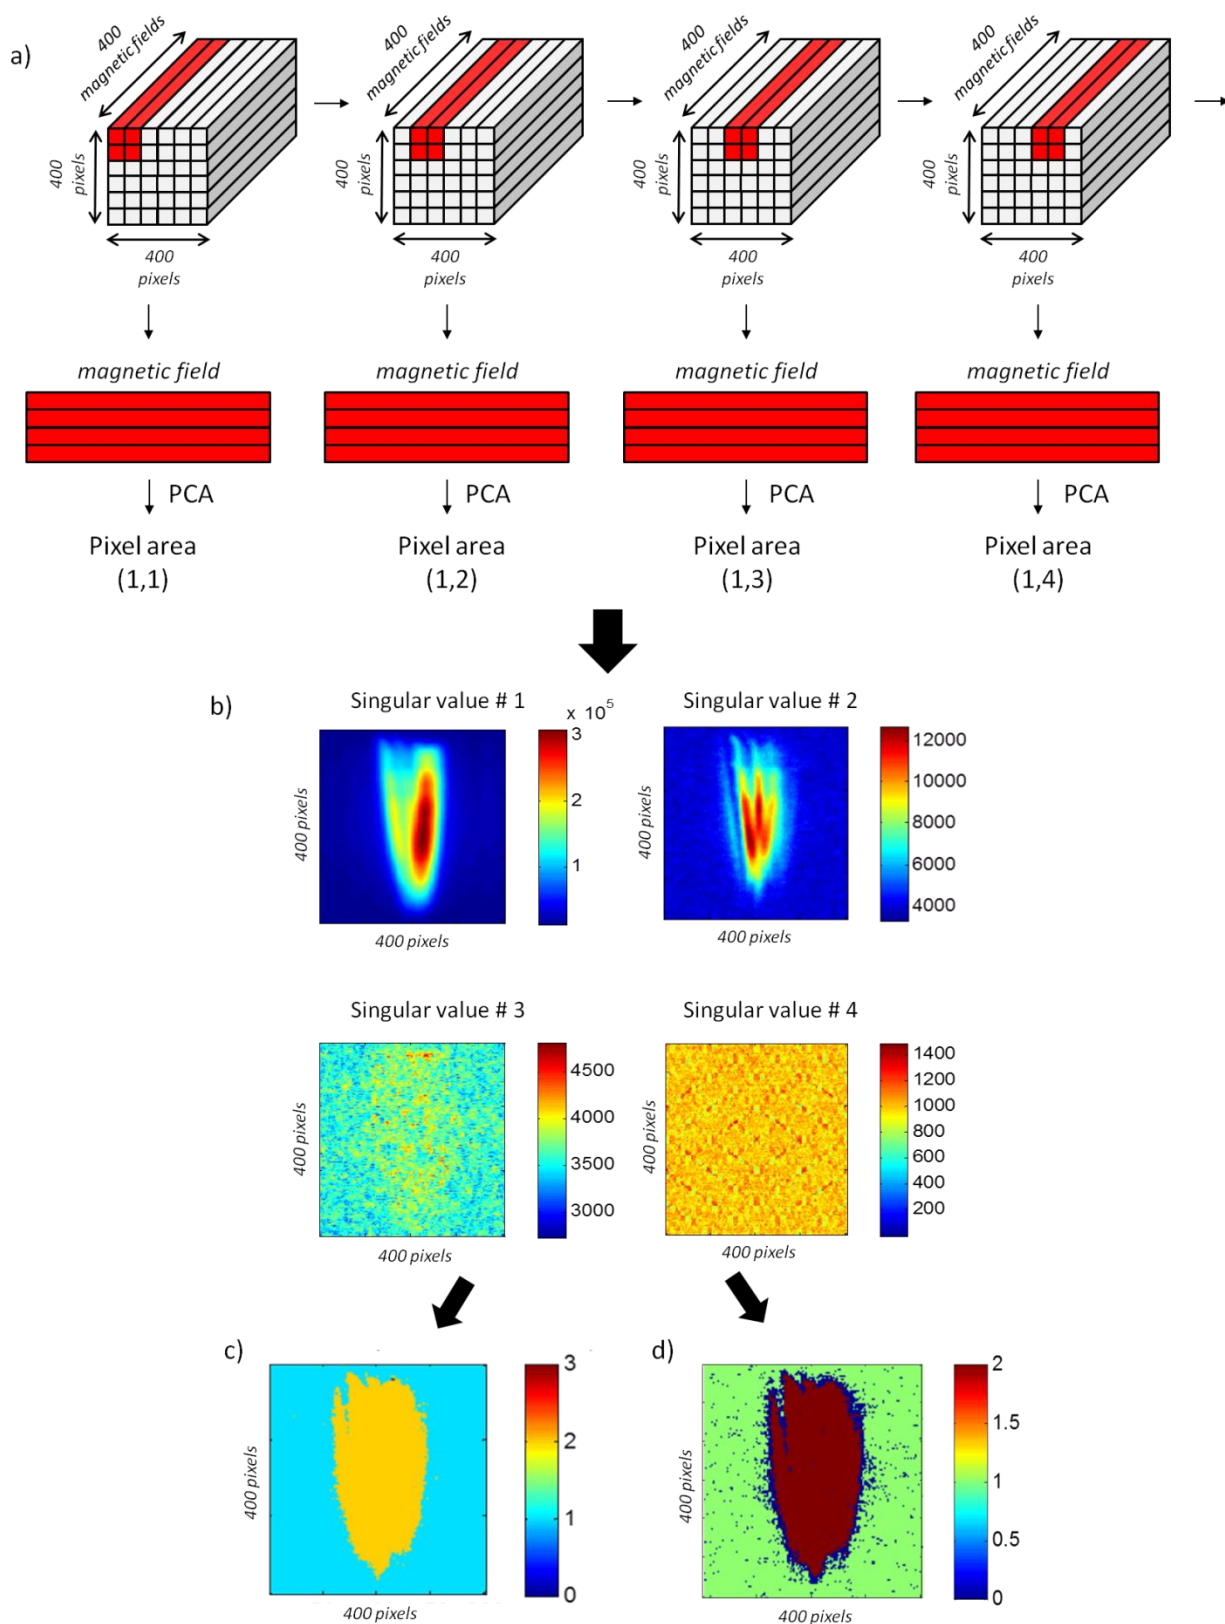 a)
400
magnetic fields
400
magnetic fields
400
magnetic fields
400
magnetic fields
400
pixels
400
pixels
400
pixels
400
pixels
400
pixels
400
pixels
400
pixels
400
pixels
magnetic field
magnetic field
magnetic field
magnetic field
PCA
PCA
PCA
PCA
Pixel area
(1,1)
Pixel area
(1,2)
Pixel area
(1,3)
Pixel area
(1,4)
b)
Singular value # 1
x 10⁵
3
2
1
400 pixels
400 pixels
Singular value # 2
12000
10000
8000
6000
4000
400 pixels
400 pixels
Singular value # 3
4500
4000
3500
3000
400 pixels
400 pixels
Singular value # 4
1400
1200
1000
800
600
400
200
400 pixels
400 pixels
c)
3
2
1
0
400 pixels
400 pixels
d)
2
1.5
1
0.5
0
400 pixels
400 pixels